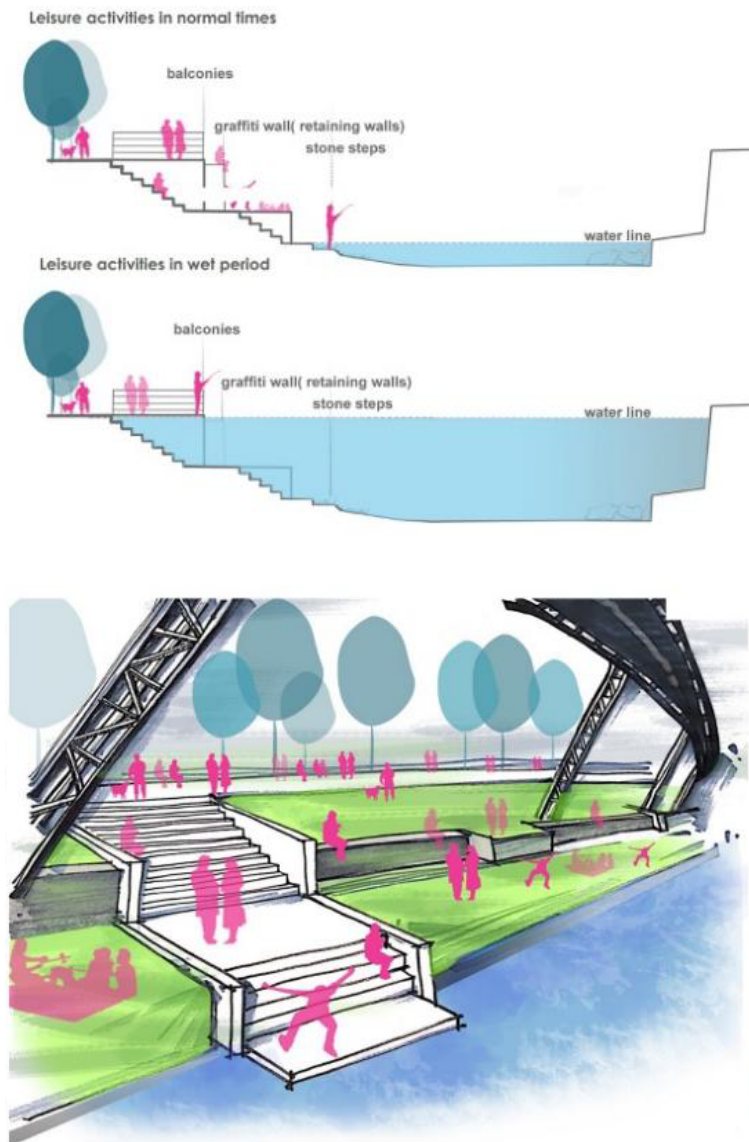 Leisure activities in normal times
balconies
graffiti wall( retaining walls)
stone steps
water line
Leisure activities in wet period
balconies
graffiti wall( retaining walls)
stone steps
water line